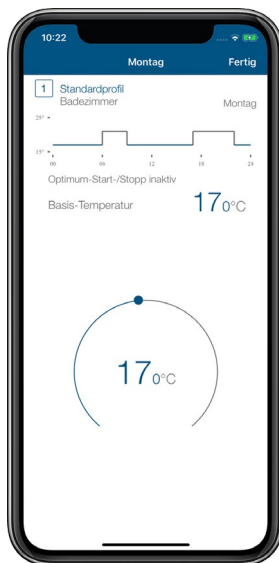 10:22
Montag
Fertig
1 Standardprofil
Badezimmer
Montag
25°
15°
00 06 12 18 24
Optimum-Start-/Stopp inaktiv
Basis-Temperatur 17 0°C
17 0°C